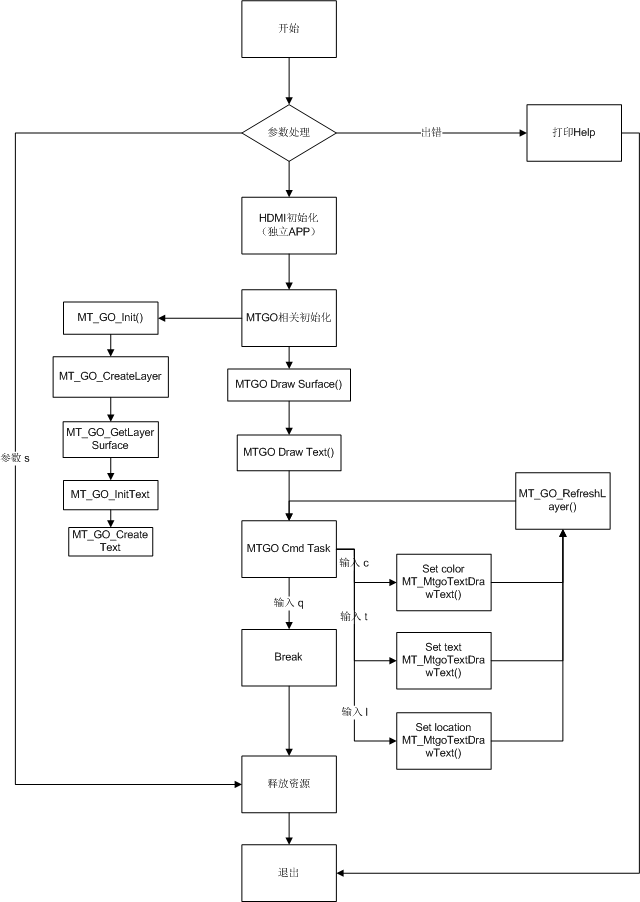 开始
参数处理
出错
打印Help
HDMI初始化
（独立APP）
MTGO相关初始化
MT_GO_Init()
MT_GO_CreateLayer
MTGO Draw Surface()
MT_GO_GetLayer
Surface
MTGO Draw Text()
参数 s
MT_GO_InitText
MT_GO_RefreshL
ayer()
MT_GO_Create
Text
MTGO Cmd Task
输入 c
Set color
MT_MtgoTextDra
wText()
输入 q
输入 t
Set text
MT_MtgoTextDra
wText()
Break
输入 l
Set location
MT_MtgoTextDra
wText()
释放资源
退出